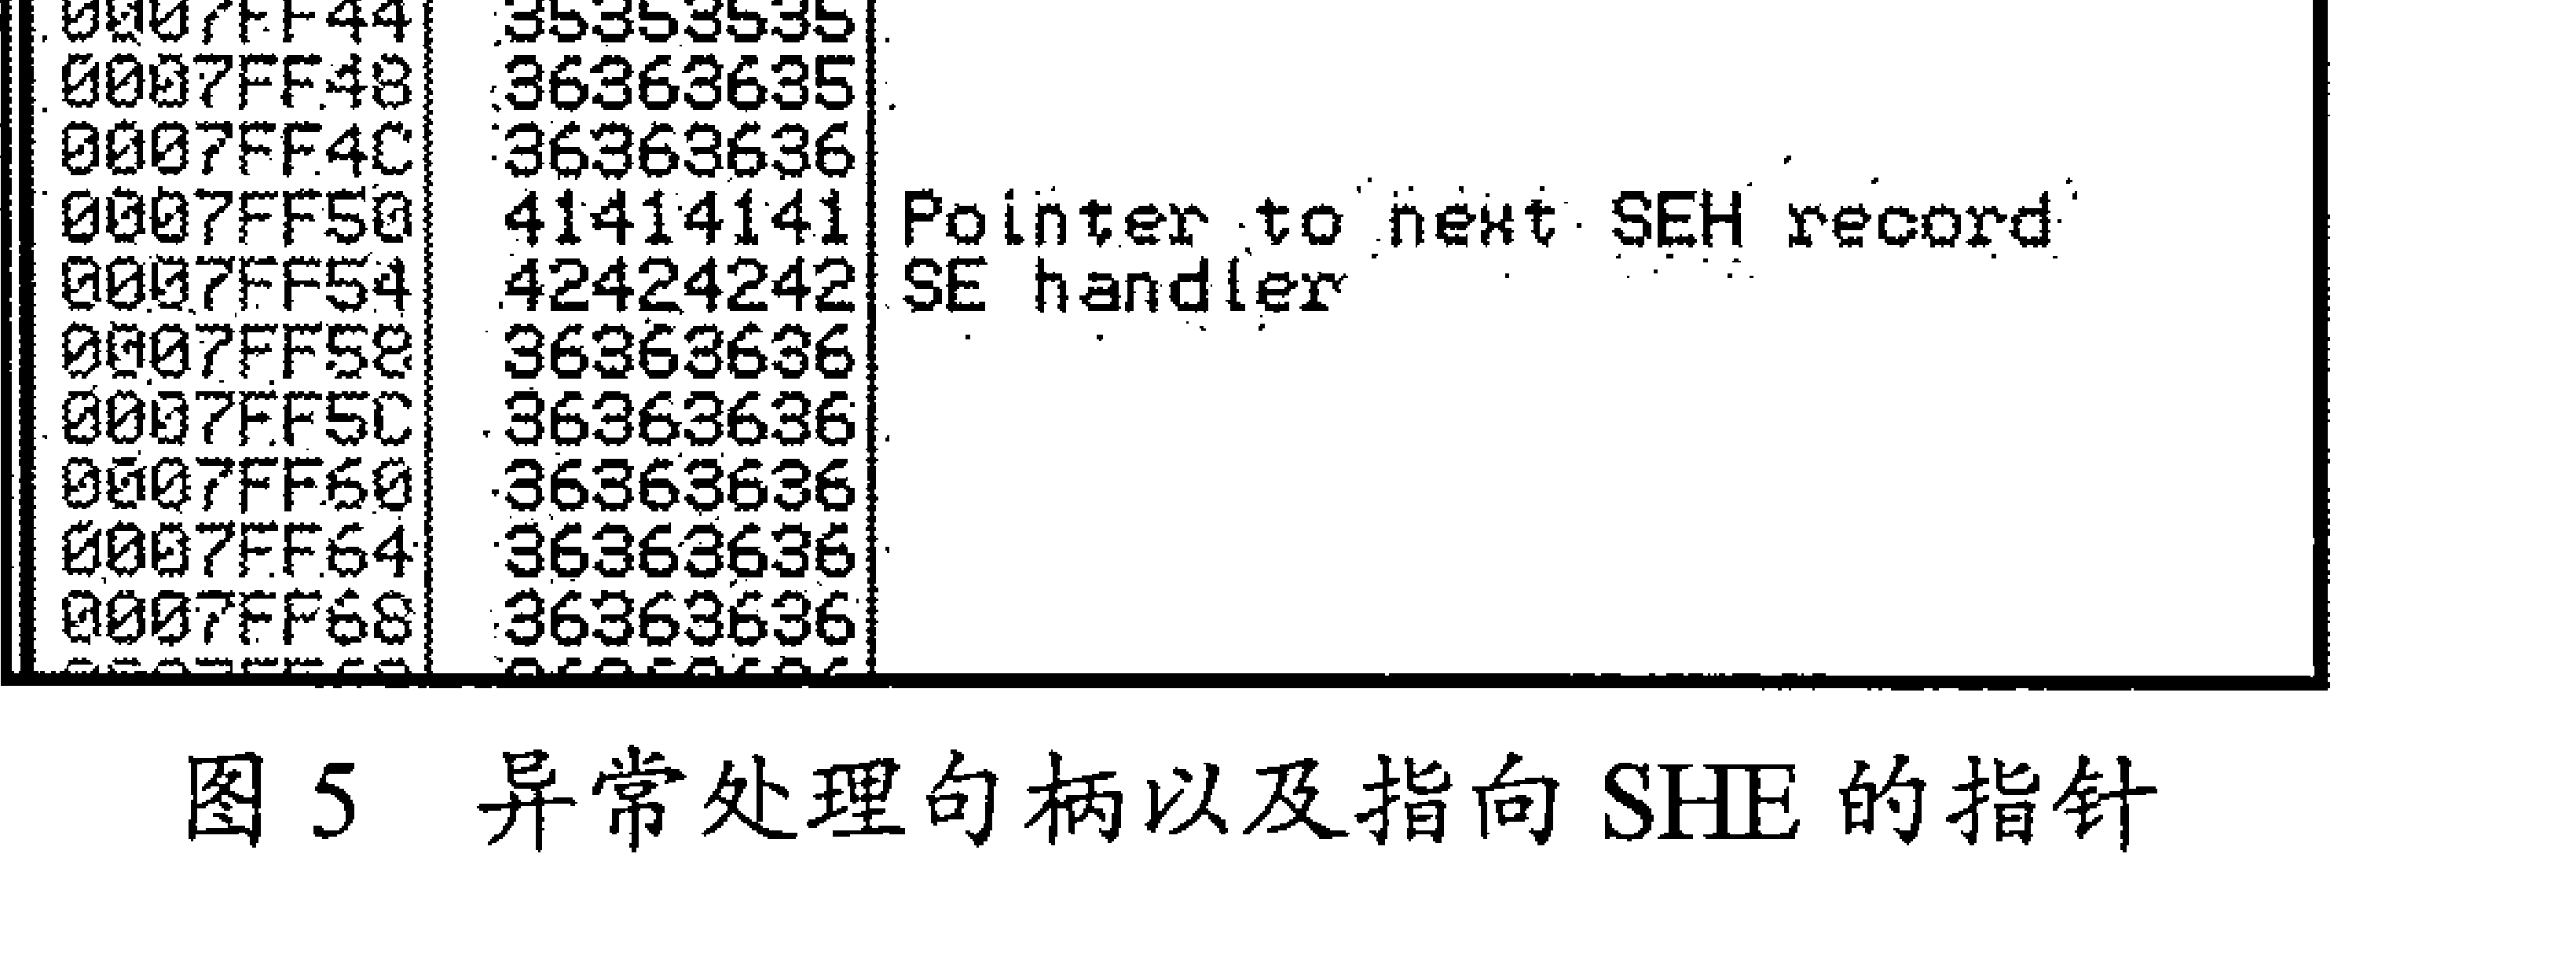 0007FF44 35353535
0007FF48 36363635
0007FF4C 36363636
0007FF50 41414141 Pointer to next SEH record
0007FF54 42424242 SE handler
0007FF58 36363636
0007FF5C 36363636
0007FF60 36363636
0007FF64 36363636
0007FF68 36363636
图 5 异常处理句柄以及指向 SHE 的指针